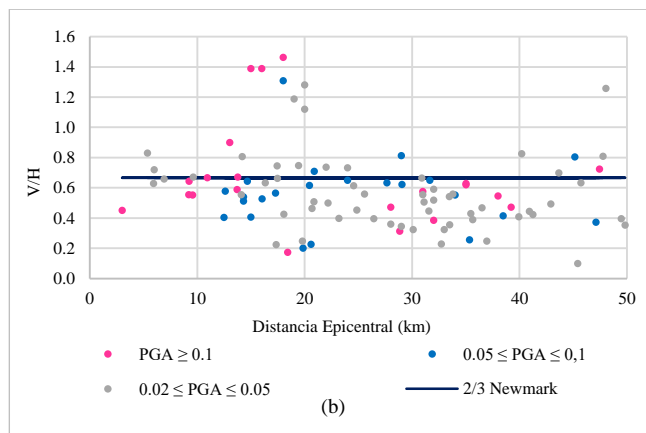 1.6
1.4
1.2
1.0
0.8
0.6
0.4
0.2
0.0
V/H
0 10 20 30 40 50
Distancia Epicentral (km)
PGA ≥ 0.1 0.05 ≤ PGA ≤ 0,1
0.02 ≤ PGA ≤ 0.05 2/3 Newmark
(b)